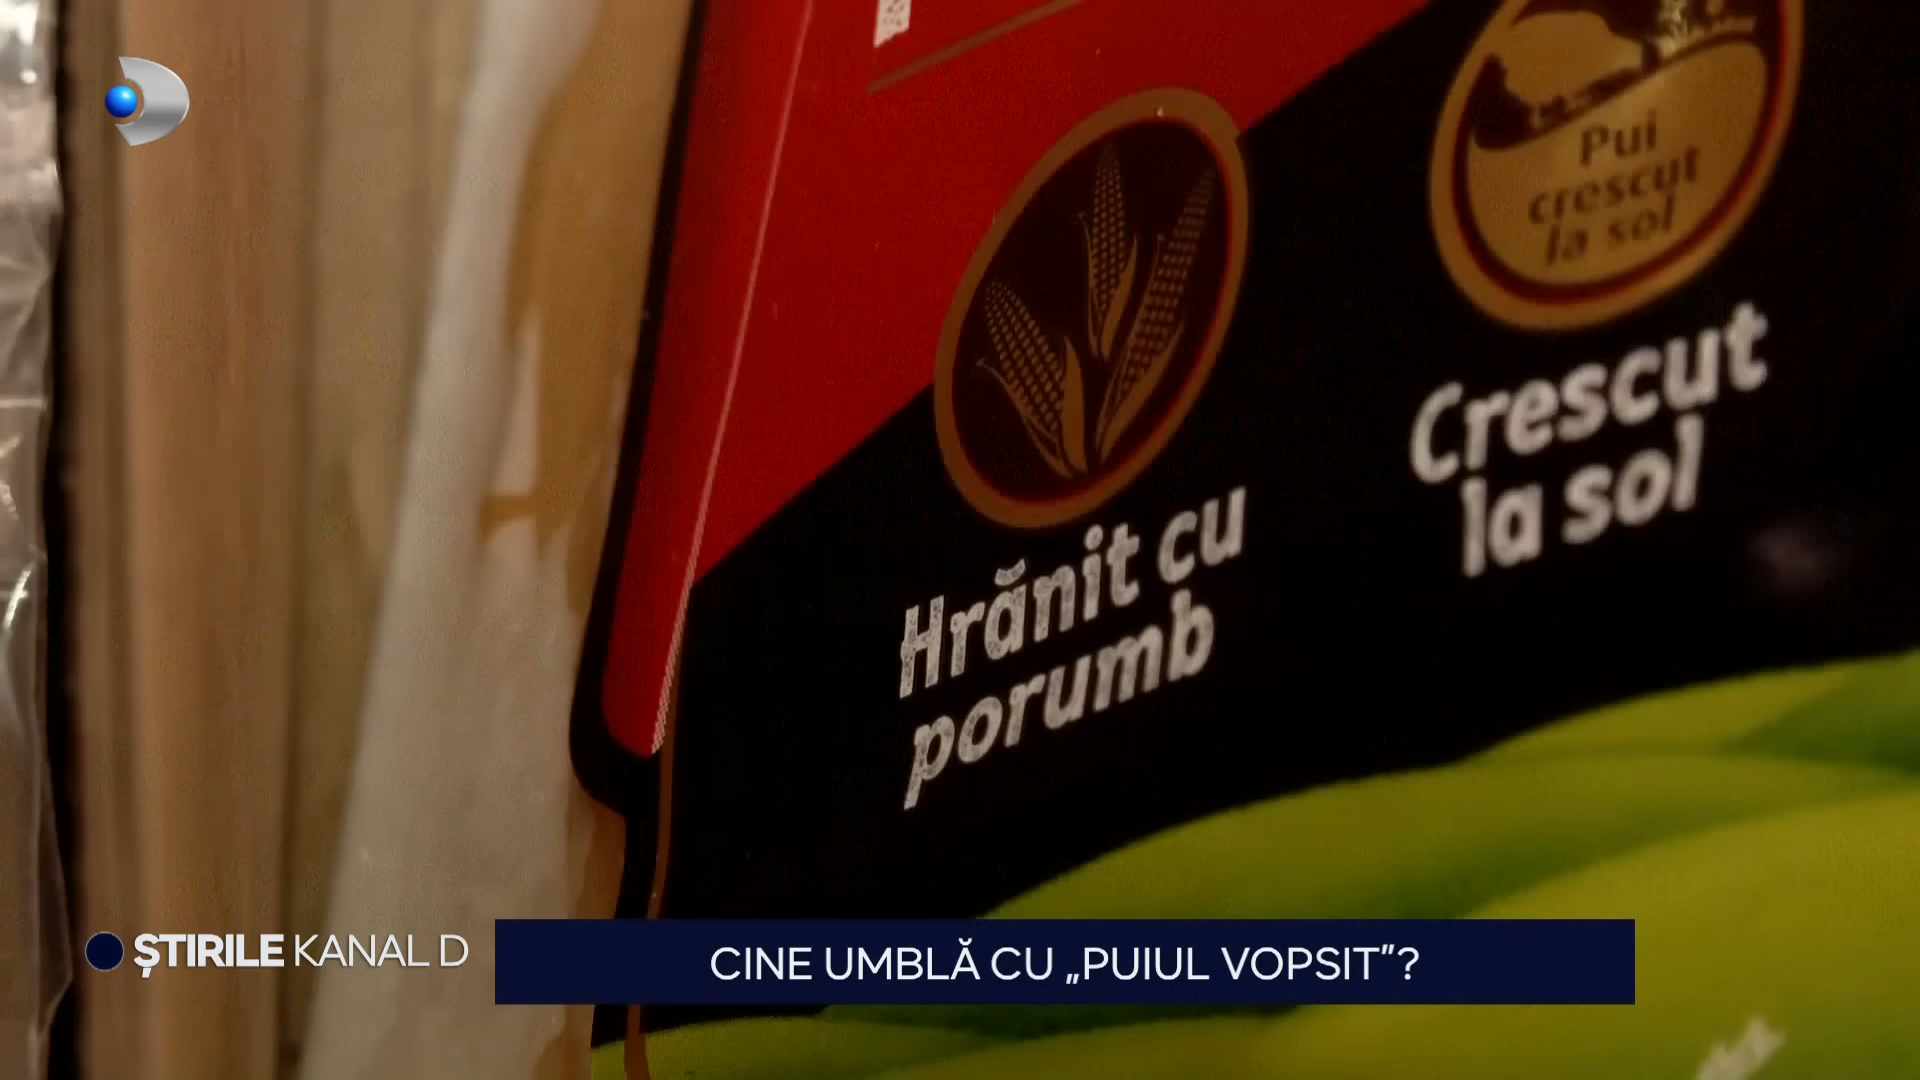 Pui
crescut
la sol
Crescut
la sol
Hrănit cu
porumb
ȘTIRILE KANAL D
CINE UMBLĂ CU „PUIUL VOPSIT”?